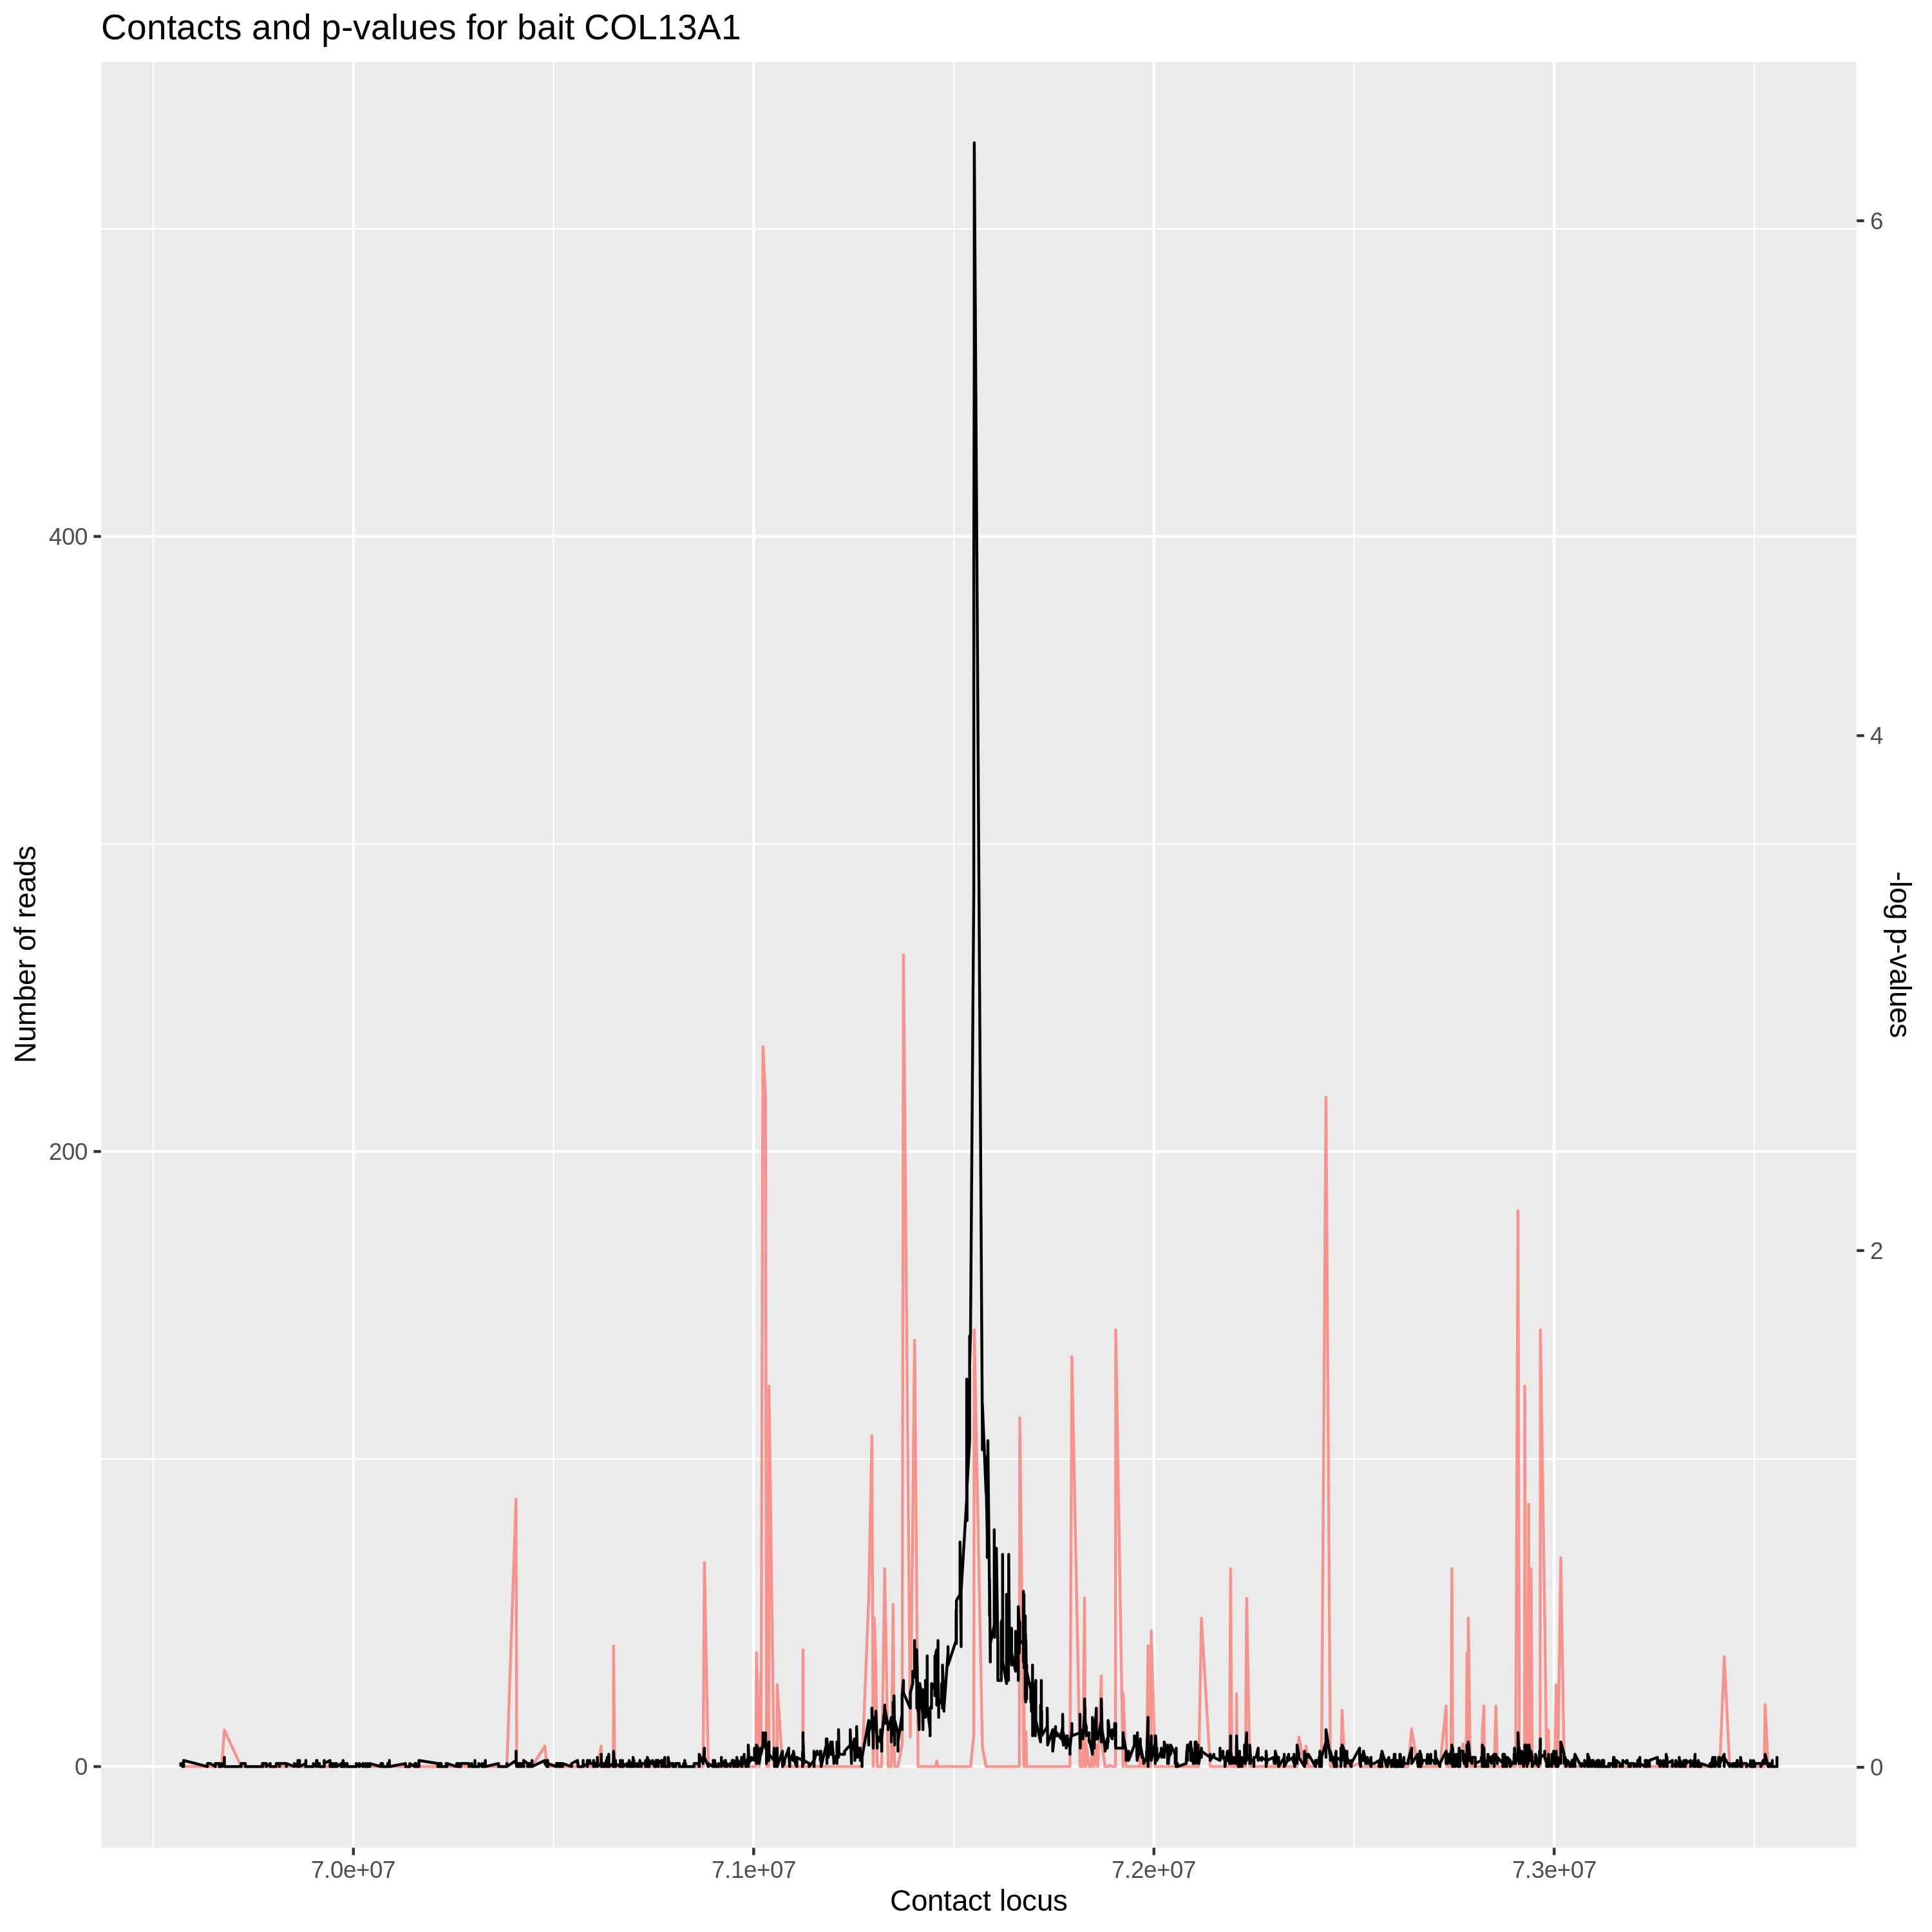 Contacts and p-values for bait COL13A1
Number of reads
400
200
0
6
4
2
0
-log p-values
7.0e+07
7.1e+07
7.2e+07
7.3e+07
Contact locus